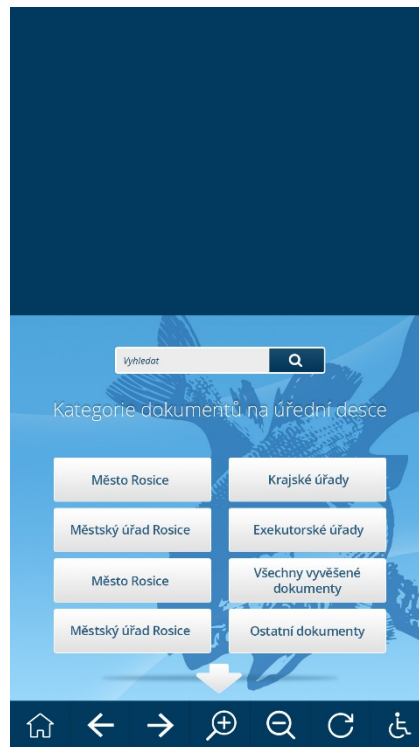 Vyhledat
Kategorie dokumentů na úřední desce
Město Rosice
Krajské úřady
Městský úřad Rosice
Exekutorské úřady
Město Rosice
Všechny vyvěšené
dokumenty
Městský úřad Rosice
Ostatní dokumenty